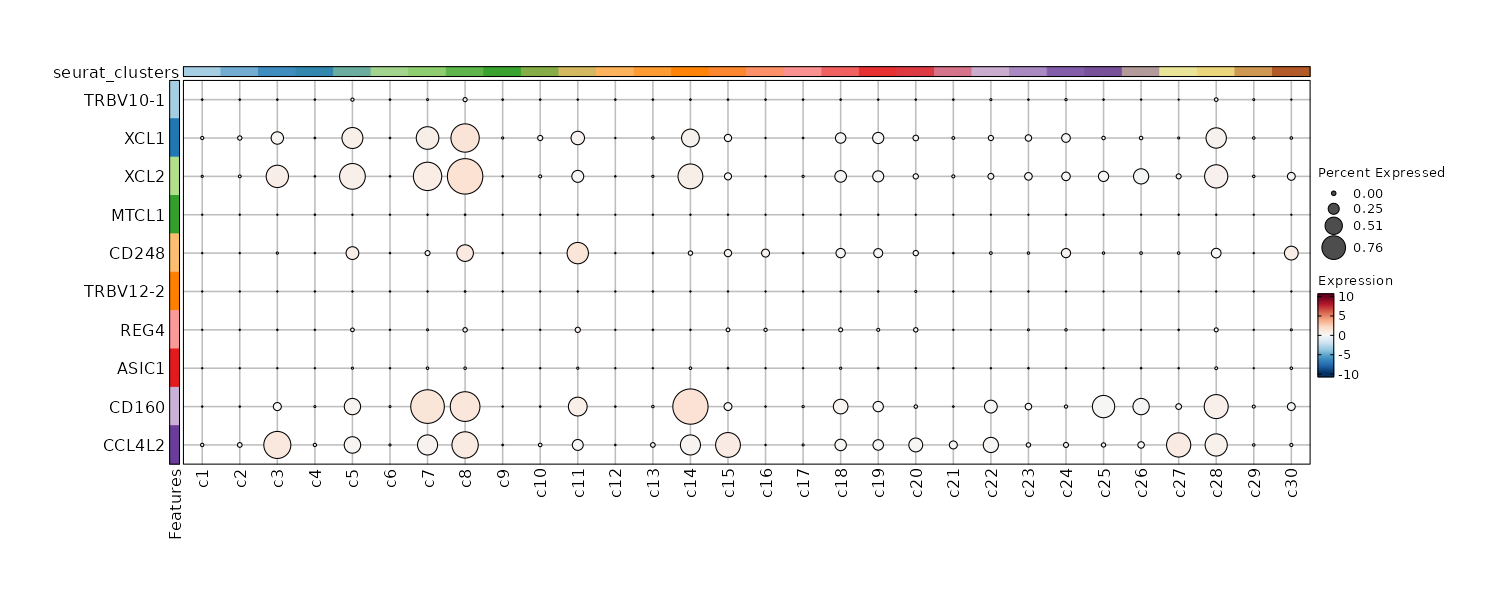 seurat_clusters
TRBV10-1
XCL1
XCL2
MTCL1
CD248
TRBV12-2
REG4
ASIC1
CD160
CCL4L2
Features
c1 c2 c3 c4 c5 c6 c7 c8 c9 c10 c11 c12 c13 c14 c15 c16 c17 c18 c19 c20 c21 c22 c23 c24 c25 c26 c27 c28 c29 c30
Percent Expressed
0.00
0.25
0.51
0.76
Expression
10
5
0
-5
-10